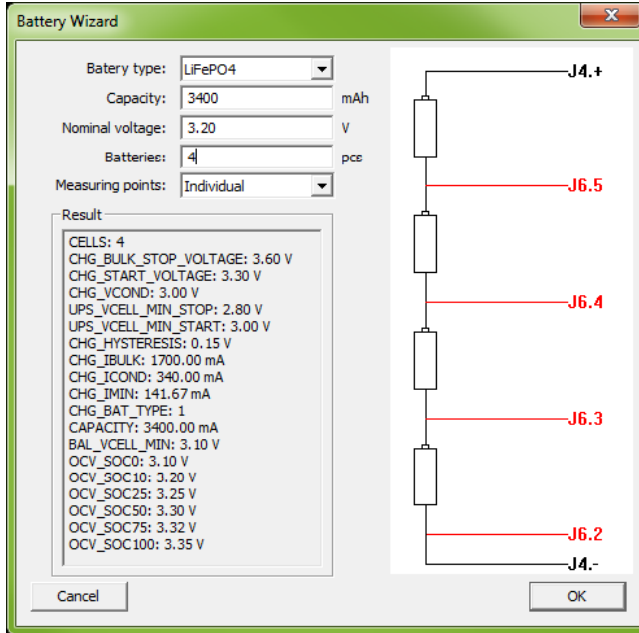 Battery Wizard
Batery type: LiFePO4
Capacity: 3400 mAh
Nominal voltage: 3.20 V
Batteries: 4 pcs
Measuring points: Individual
Result
CELLS: 4
CHG_BULK_STOP_VOLTAGE: 3.60 V
CHG_START_VOLTAGE: 3.30 V
CHG_VCOND: 3.00 V
UPS_VCELL_MIN_STOP: 2.80 V
UPS_VCELL_MIN_START: 3.00 V
CHG_HYSTERESIS: 0.15 V
CHG_IBULK: 1700.00 mA
CHG_ICOND: 340.00 mA
CHG_IMIN: 141.67 mA
CHG_BAT_TYPE: 1
CAPACITY: 3400.00 mA
BAL_VCELL_MIN: 3.10 V
OCV_SOC0: 3.10 V
OCV_SOC10: 3.20 V
OCV_SOC25: 3.25 V
OCV_SOC50: 3.30 V
OCV_SOC75: 3.32 V
OCV_SOC100: 3.35 V
J4.+
J6.5
J6.4
J6.3
J6.2
J4.-
Cancel
OK